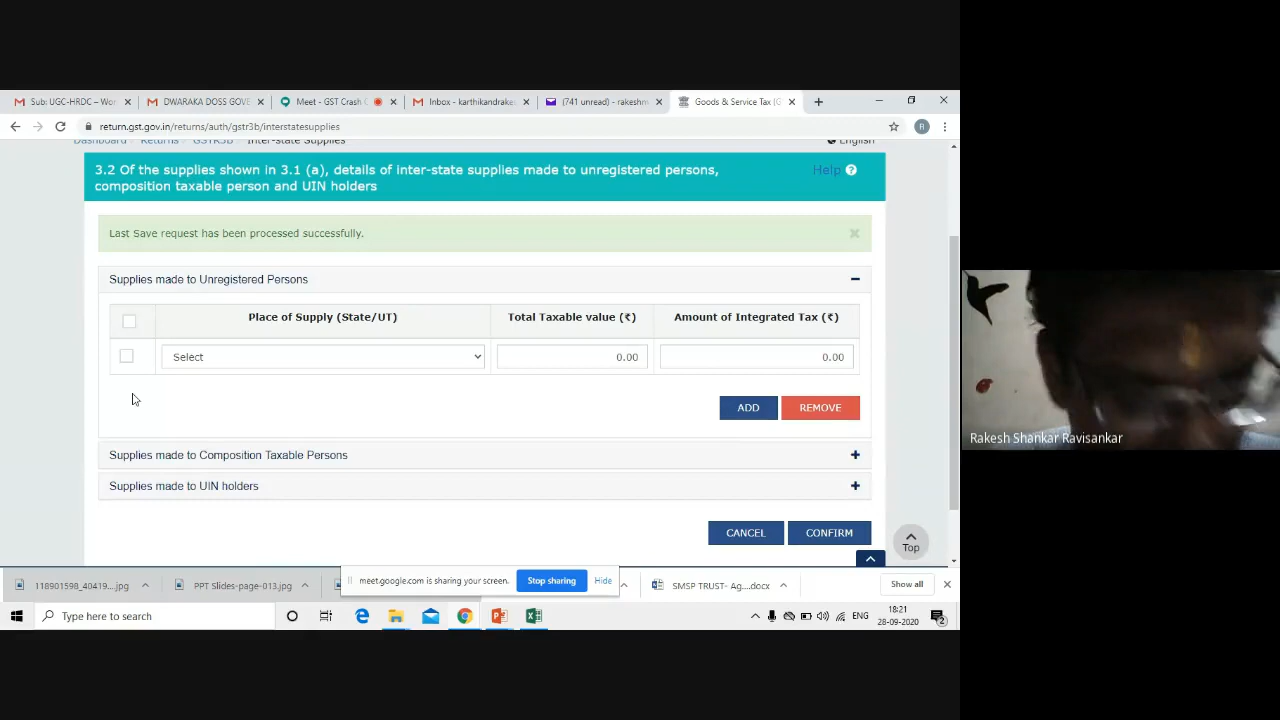 Sub: UGC-HRDC – Wor
DWARAKA DOSS GOVE
Meet - GST Crash C
Inbox - karthikandrakes
(741 unread) - rakeshm
Goods & Service Tax (G
return.gst.gov.in/returns/auth/gstr3b/interstatesupplies
R
Dashboard Returns GSTR3B Inter-state Supplies
English
3.2 Of the supplies shown in 3.1 (a), details of inter-state supplies made to unregistered persons,
composition taxable person and UIN holders
Help ?
Last Save request has been processed successfully.
Supplies made to Unregistered Persons
Place of Supply (State/UT) Total Taxable value (₹) Amount of Integrated Tax (₹)
Select 0.00 0.00
ADD REMOVE
Supplies made to Composition Taxable Persons
Supplies made to UIN holders
CANCEL CONFIRM
Top
Rakesh Shankar Ravisankar
118901598_40419....jpg
PPT Slides-page-013.jpg
meet.google.com is sharing your screen. Stop sharing Hide
SMSP TRUST- Ag....docx
Show all
Type here to search
ENG
18:21
28-09-2020
2